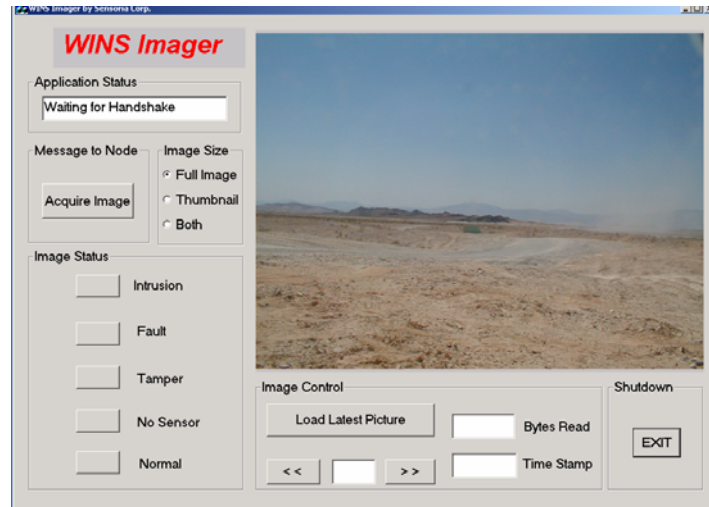 WINS Imager by Sensoria Corp.
WINS Imager
Application Status
Waiting for Handshake
Message to Node
Acquire Image
Image Size
Full Image
Thumbnail
Both
Image Status
Intrusion
Fault
Tamper
No Sensor
Normal
Image Control
Load Latest Picture
Bytes Read
<< >>
Time Stamp
Shutdown
EXIT